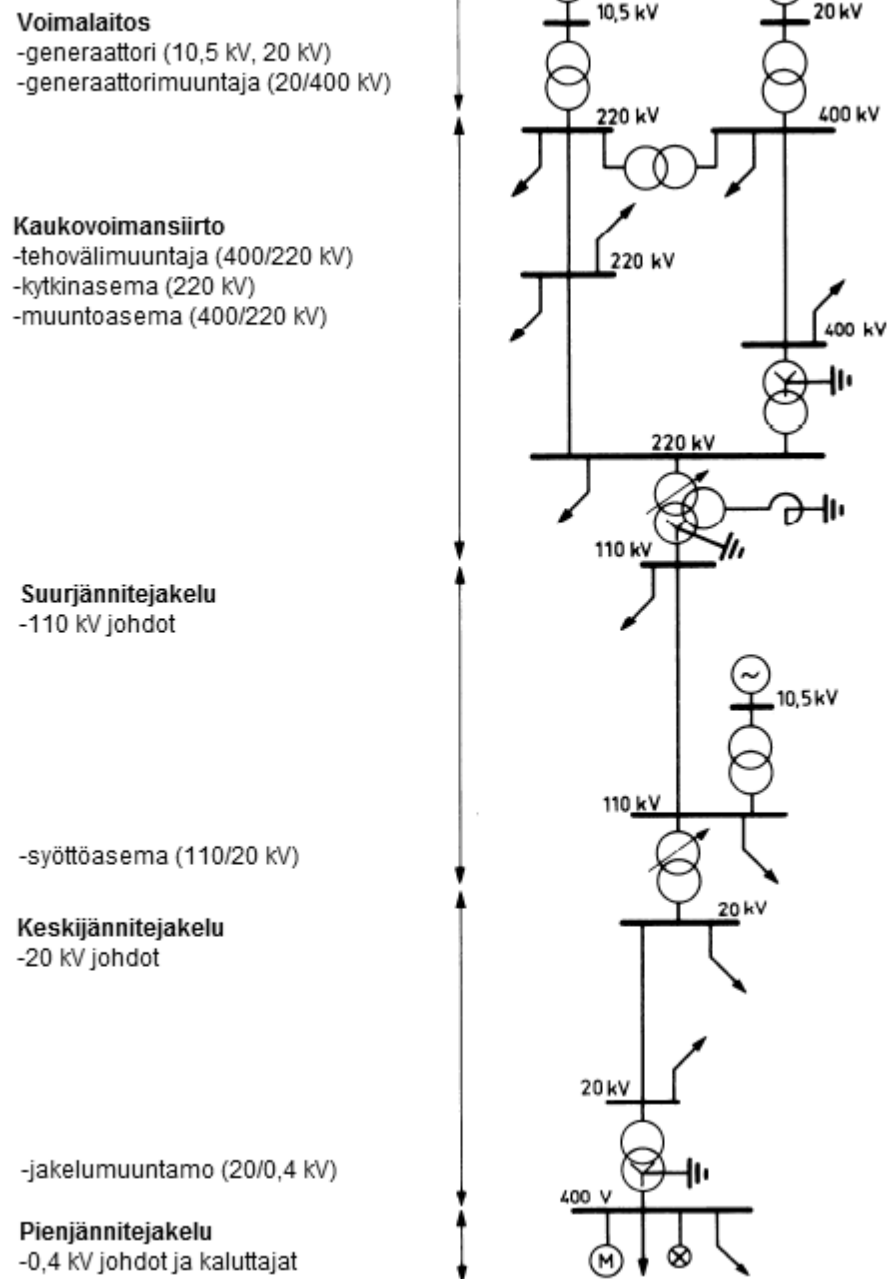 Voimalaitos
-generaattori (10,5 kV, 20 kV)
-generaattorimuuntaja (20/400 kV)
10,5 kV
20 kV
220 kV
400 kV
Kaukovoimansiirto
-tehovälimuuntaja (400/220 kV)
-kytkinasema (220 kV)
-muuntoasema (400/220 kV)
220 kV
400 kV
220 kV
110 kV
Suurjännitejakelu
-110 kV johdot
~
10,5 kV
110 kV
-syöttöasema (110/20 kV)
20 kV
Keskijännitejakelu
-20 kV johdot
20 kV
-jakelumuuntamo (20/0,4 kV)
400 V
Pienjännitejakelu
-0,4 kV johdot ja kaluttajat
M